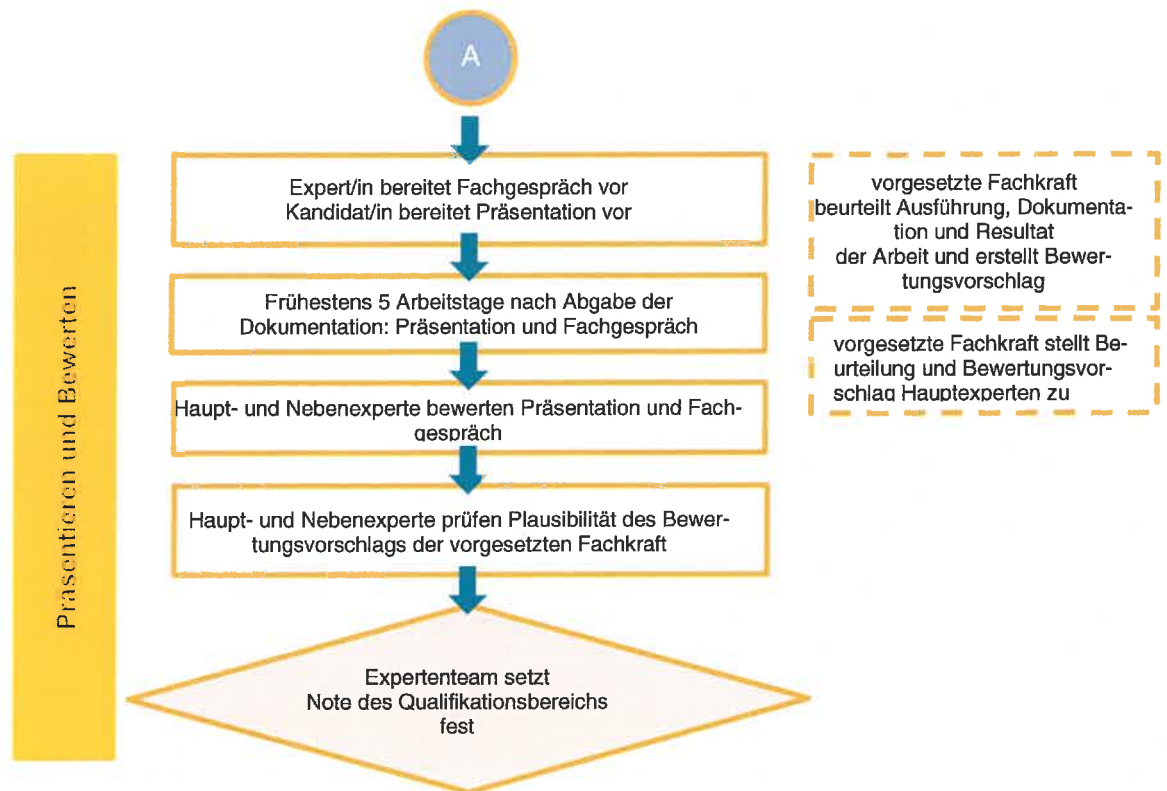 A
Präsentieren und Bewerten
Expert/in bereitet Fachgespräch vor
Kandidat/in bereitet Präsentation vor
vorgesetzte Fachkraft
beurteilt Ausführung, Dokumenta-
tion und Resultat
der Arbeit und erstellt Bewer-
tungsvorschlag
Frühestens 5 Arbeitstage nach Abgabe der
Dokumentation: Präsentation und Fachgespräch
vorgesetzte Fachkraft stellt Be-
urteilung und Bewertungsvor-
schlag Hauptexperten zu
Haupt- und Nebenexperte bewerten Präsentation und Fach-
gespräch
Haupt- und Nebenexperte prüfen Plausibilität des Bewer-
tungsvorschlags der vorgesetzten Fachkraft
Expertenteam setzt
Note des Qualifikationsbereichs
fest